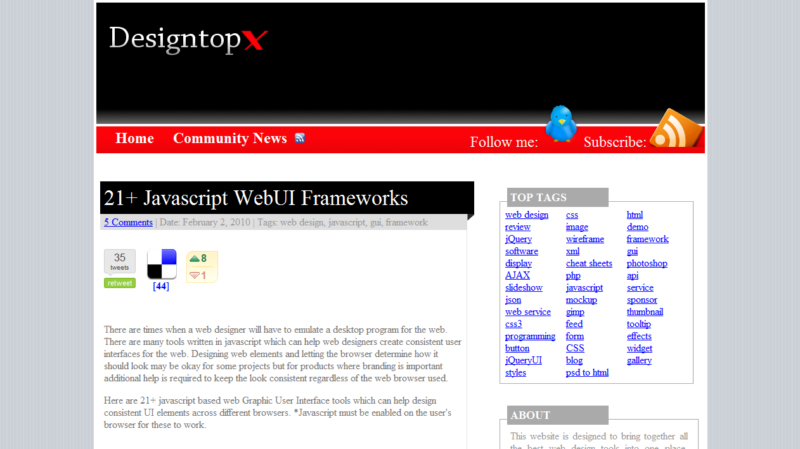 Designtopx
Home Community News
Follow me: Subscribe:
21+ Javascript WebUI Frameworks
5 Comments | Date: February 2, 2010 | Tags: web design, javascript, gui, framework
35
tweets
retweet
[44]
8
1
There are times when a web designer will have to emulate a desktop program for the web.
There are many tools written in javascript which can help web designers create consistent user
interfaces for the web. Designing web elements and letting the browser determine how it
should look may be okay for some projects but for products where branding is important
additional help is required to keep the look consistent regardless of the web browser used.
Here are 21+ javascript based web Graphic User Interface tools which can help design
consistent UI elements across different browsers. *Javascript must be enabled on the user's
browser for these to work.
TOP TAGS
web design css html
review image demo
jQuery wireframe framework
software xml gui
display cheat sheets photoshop
AJAX php api
slideshow javascript service
json mockup sponsor
web service gimp thumbnail
css3 feed tooltip
programming form effects
button CSS widget
jQueryUI blog gallery
styles psd to html
ABOUT
This website is designed to bring together all
the best web design tools into one place.